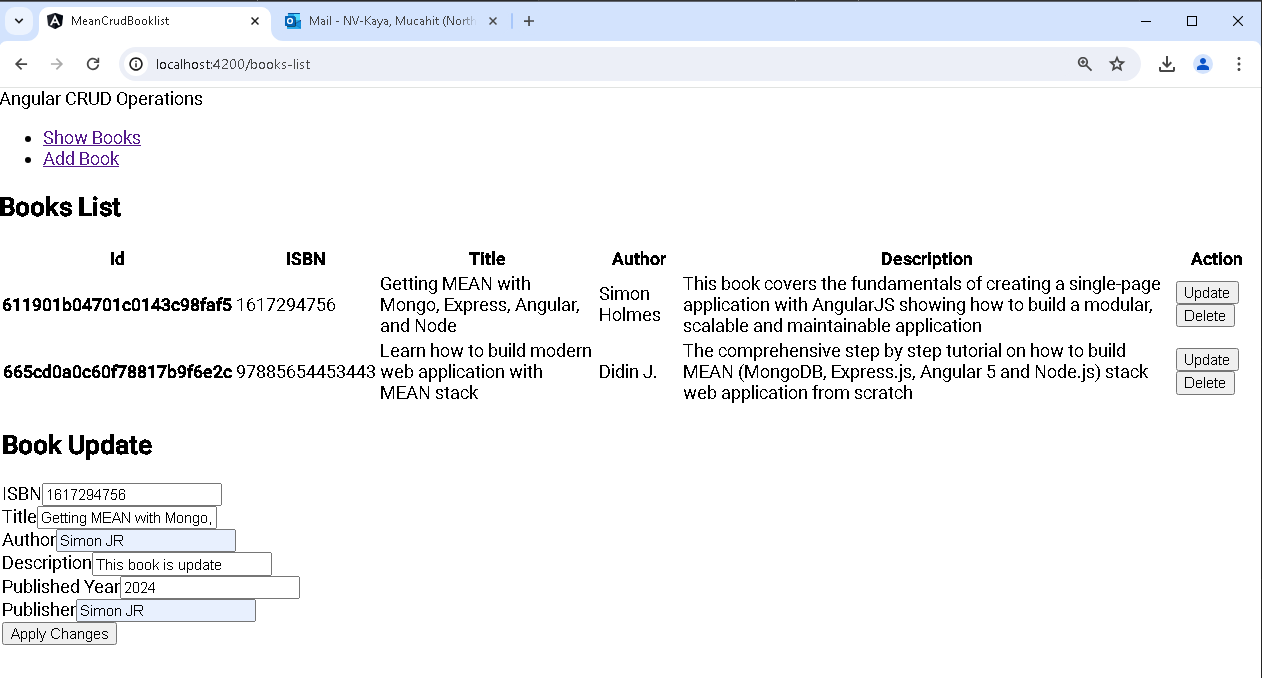 MeanCrudBooklist
Mail - NV-Kaya, Mucahit (North
localhost:4200/books-list
Angular CRUD Operations
Show Books
Add Book
Books List
Id ISBN Title Author Description Action
611901b04701c0143c98faf5 1617294756
Getting MEAN with
Mongo, Express, Angular,
and Node
Simon
Holmes
This book covers the fundamentals of creating a single-page
application with AngularJS showing how to build a modular,
scalable and maintainable application
Update
Delete
665cd0a0c60f78817b9f6e2c 97885654453443
Learn how to build modern
web application with
MEAN stack
Didin J.
The comprehensive step by step tutorial on how to build
MEAN (MongoDB, Express.js, Angular 5 and Node.js) stack
web application from scratch
Update
Delete
Book Update
ISBN 1617294756
Title Getting MEAN with Mongo,
Author Simon JR
Description This book is update
Published Year 2024
Publisher Simon JR
Apply Changes